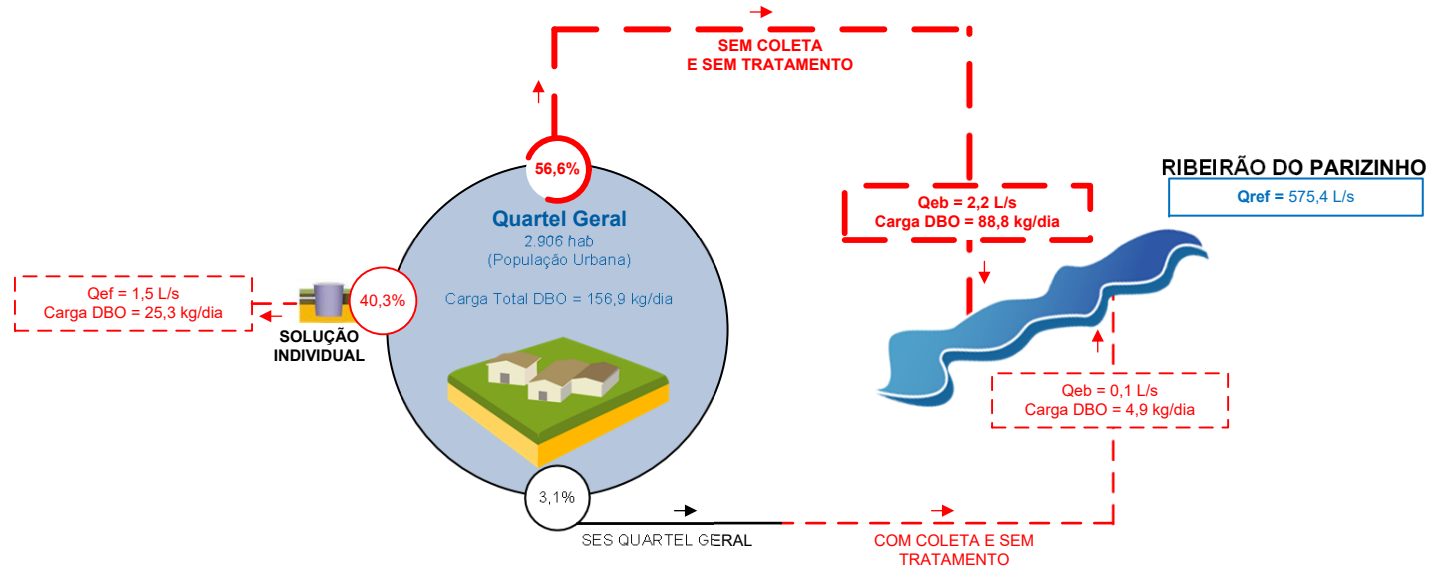 SEM COLETA
E SEM TRATAMENTO
56,6%
Quartel Geral
2.906 hab
(População Urbana)
Carga Total DBO = 156,9 kg/dia
Qeb = 2,2 L/s
Carga DBO = 88,8 kg/dia
RIBEIRÃO DO PARIZINHO
Qref = 575,4 L/s
Qef = 1,5 L/s
Carga DBO = 25,3 kg/dia
40,3%
SOLUÇÃO
INDIVIDUAL
Qeb = 0,1 L/s
Carga DBO = 4,9 kg/dia
3,1%
SES QUARTEL GERAL
COM COLETA E SEM
TRATAMENTO